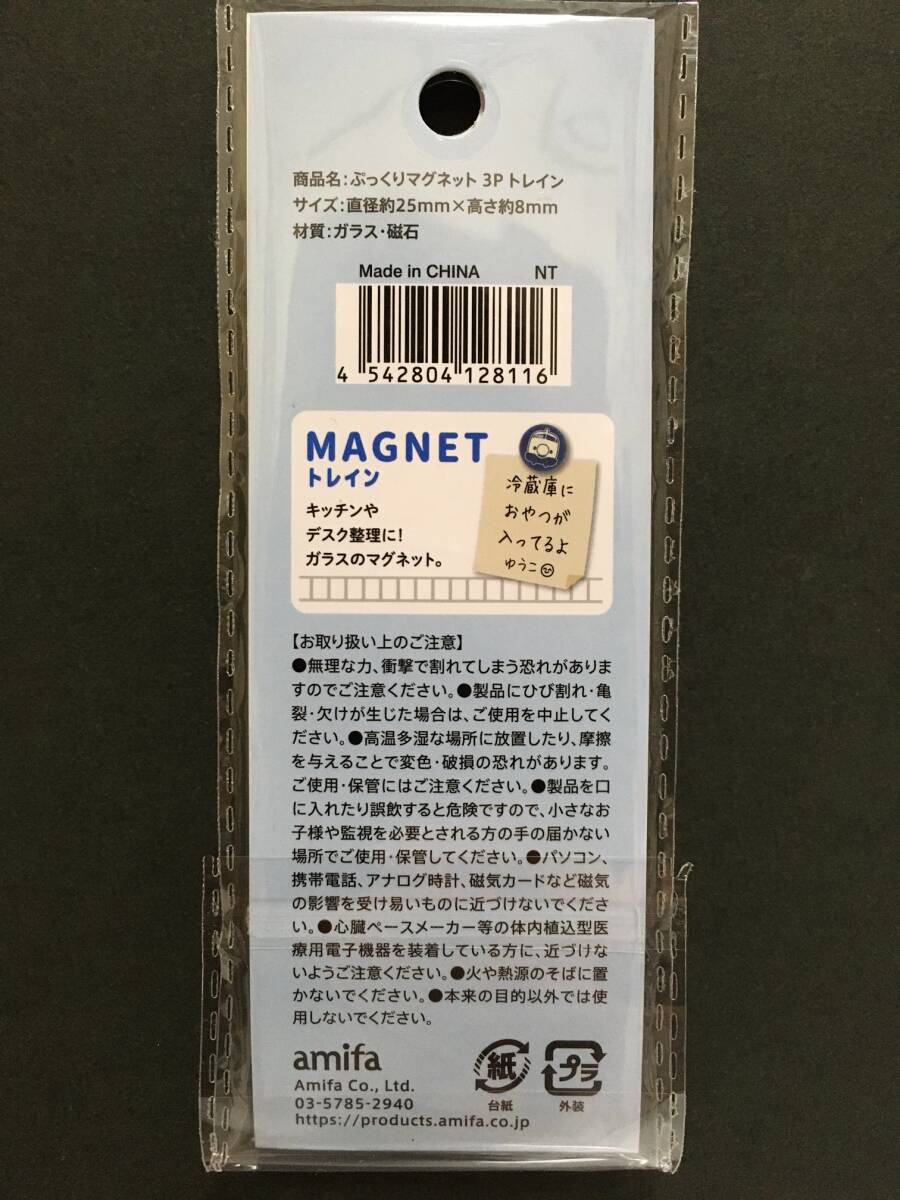 商品名：ぷっくりマグネット 3P トレイン
サイズ：直径約25mm×高さ約8mm
材質：ガラス・磁石
Made in CHINA NT
4 542804 128116
MAGNET
トレイン
キッチンや
デスク整理に!
ガラスのマグネット。
冷蔵庫に
おやつが
入ってるよ
ゆうこ
【お取り扱い上のご注意】
●無理な力、衝撃で割れてしまう恐れがありま
すのでご注意ください。●製品にひび割れ・亀
裂・欠けが生じた場合は、ご使用を中止してく
ださい。●高温多湿な場所に放置したり、摩擦
を与えることで変色・破損の恐れがあります。
ご使用・保管にはご注意ください。●製品を口
に入れたり誤飲すると危険ですので、小さなお
子様や監視を必要とされる方の手の届かない
場所でご使用・保管してください。●パソコン、
携帯電話、アナログ時計、磁気カードなど磁気
の影響を受け易いものに近づけないでくださ
い。●心臓ペースメーカー等の体内植込型医
療用電子機器を装着している方に、近づけな
いようご注意ください。●火や熱源のそばに置
かないでください。●本来の目的以外では使
用しないでください。
amifa
Amifa Co., Ltd.
03-5785-2940
https://products.amifa.co.jp
紙
台紙
プラ
外装